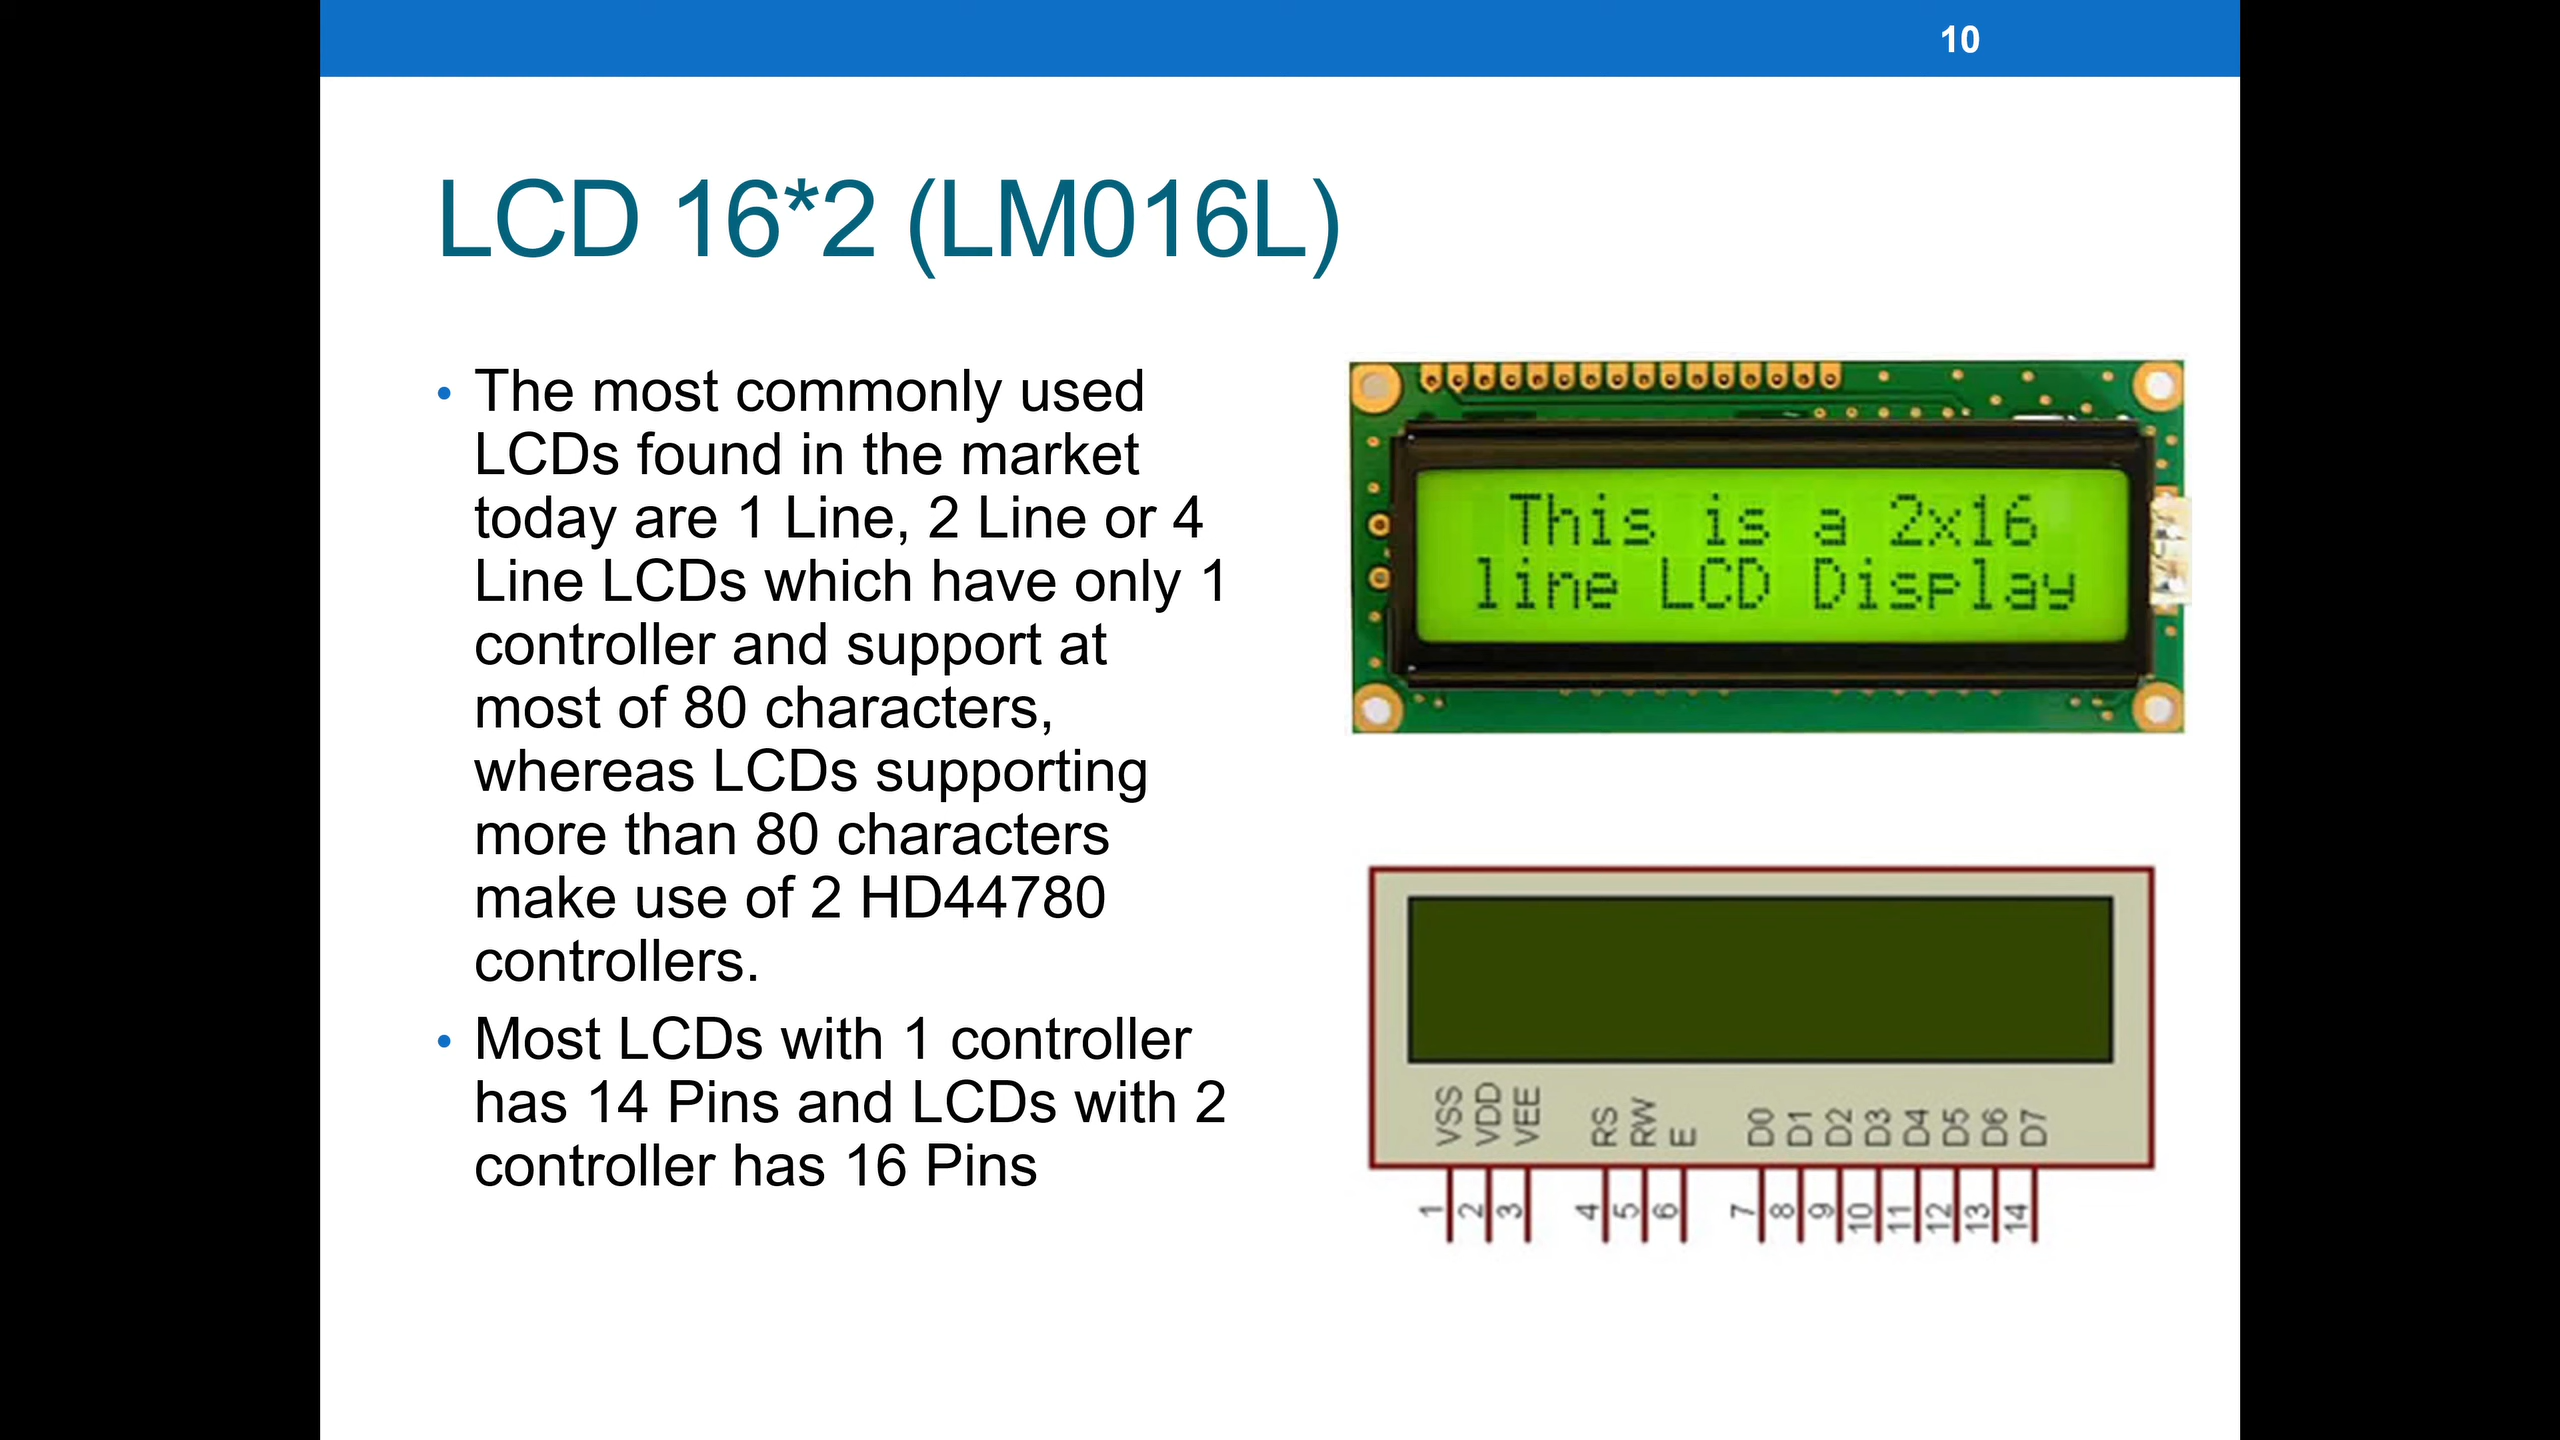 10
LCD 16*2 (LM016L)
• The most commonly used
LCDs found in the market
today are 1 Line, 2 Line or 4
Line LCDs which have only 1
controller and support at
most of 80 characters,
whereas LCDs supporting
more than 80 characters
make use of 2 HD44780
controllers.
• Most LCDs with 1 controller
has 14 Pins and LCDs with 2
controller has 16 Pins
This is a 2x16
line LCD Display
VSS VDD VEE RS RW E D0 D1 D2 D3 D4 D5 D6 D7
1 2 3 4 5 6 7 8 9 10 11 12 13 14